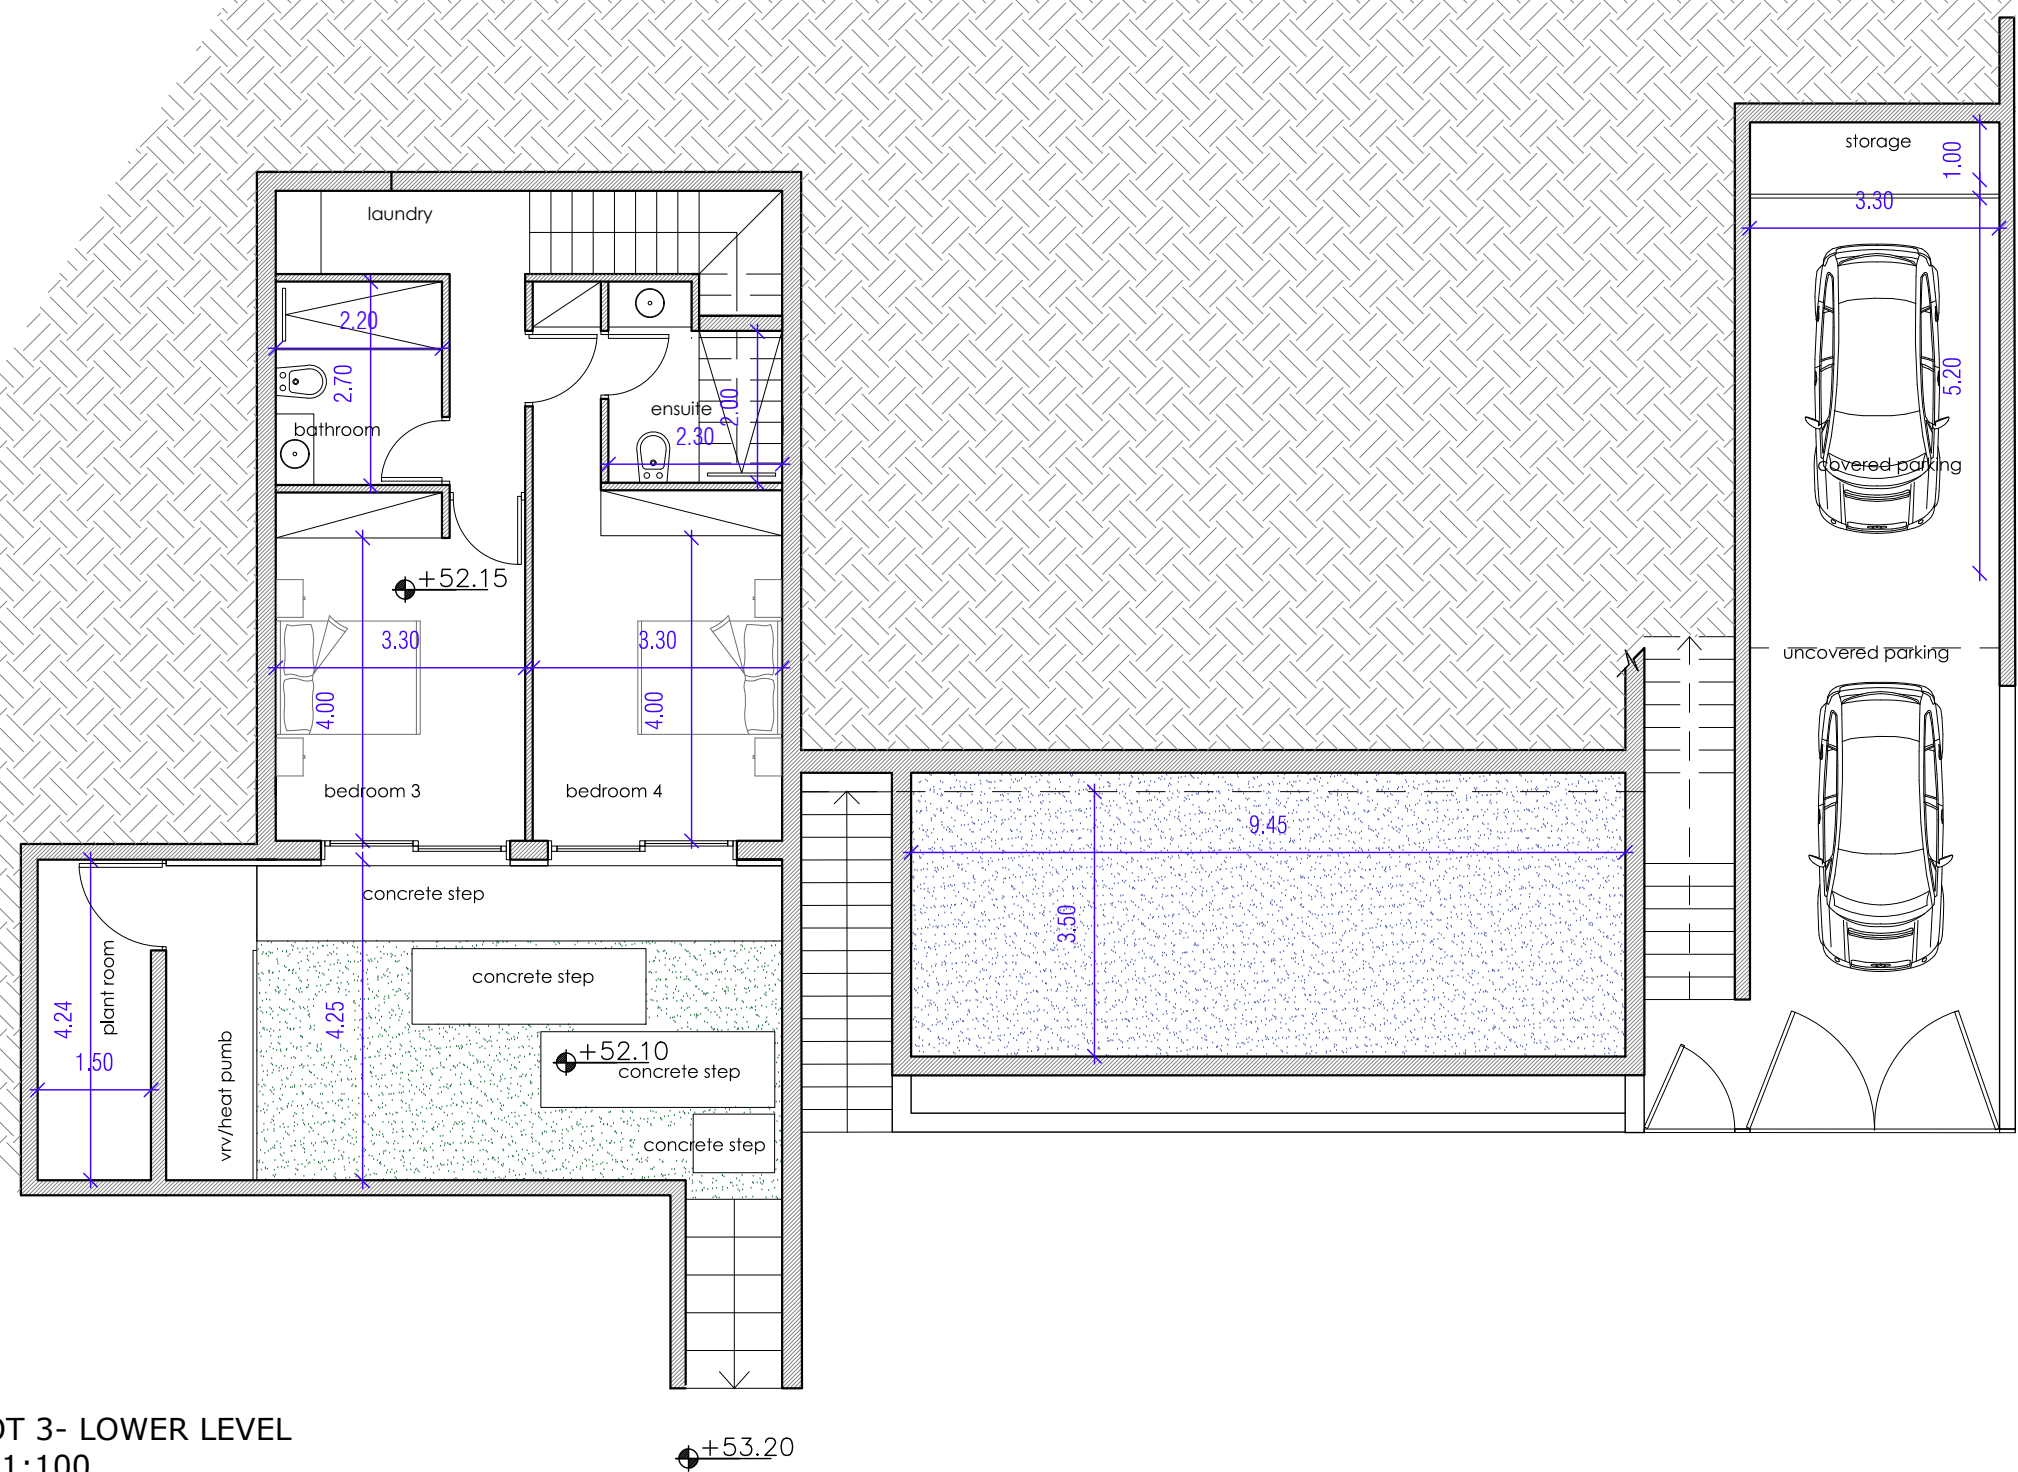 storage
1.00
3.30
laundry
2.20
2.70
bathroom
ensuite
2.00
2.30
5.20
covered parking
+52.15
3.30
3.30
uncovered parking
4.00
4.00
bedroom 3
bedroom 4
9.45
concrete step
3.50
concrete step
plant room
4.24
4.25
1.50
vrv/heat pumb
+52.10
concrete step
concrete step
OT 3- LOWER LEVEL
1:100
+53.20